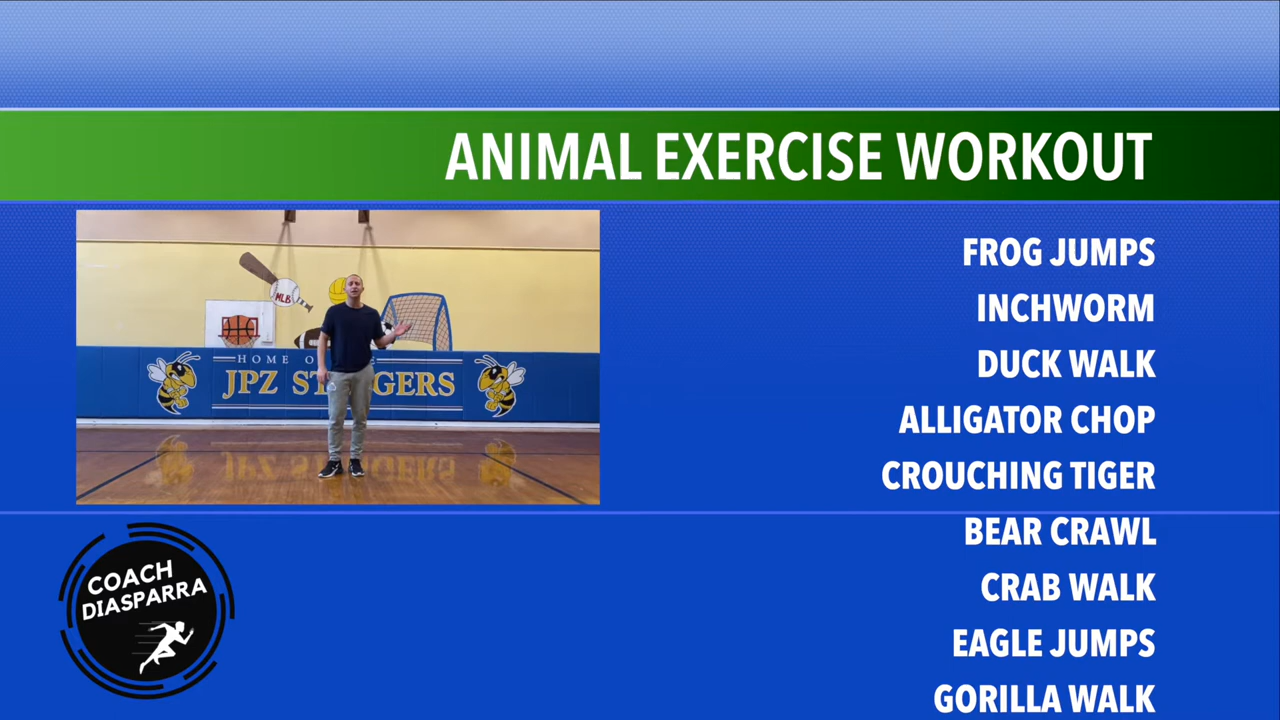 ANIMAL EXERCISE WORKOUT
MLB
HOME O
JPZ ST GERS
FROG JUMPS
INCHWORM
DUCK WALK
ALLIGATOR CHOP
CROUCHING TIGER
BEAR CRAWL
CRAB WALK
EAGLE JUMPS
GORILLA WALK
COACH
DIASPARRA